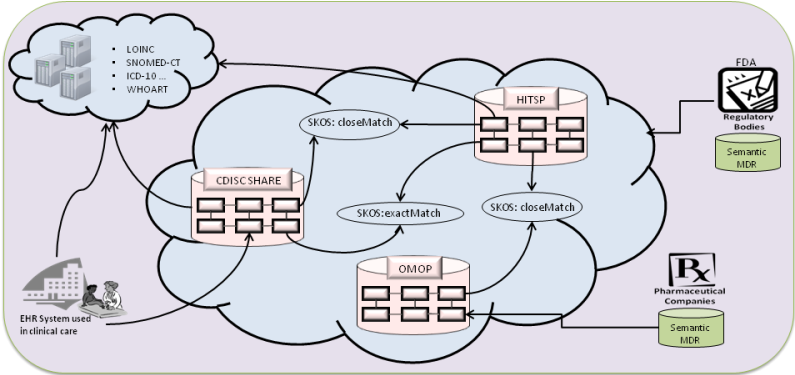 LOINC
SNOMED-CT
ICD-10 ...
WHOART
HITSP
FDA
SKOS: closeMatch
Regulatory
Bodies
Semantic
MDR
CDISC SHARE
SKOS:exactMatch
SKOS: closeMatch
OMOP
Rx
Pharmaceutical
Companies
EHR System used
in clinical care
Semantic
MDR